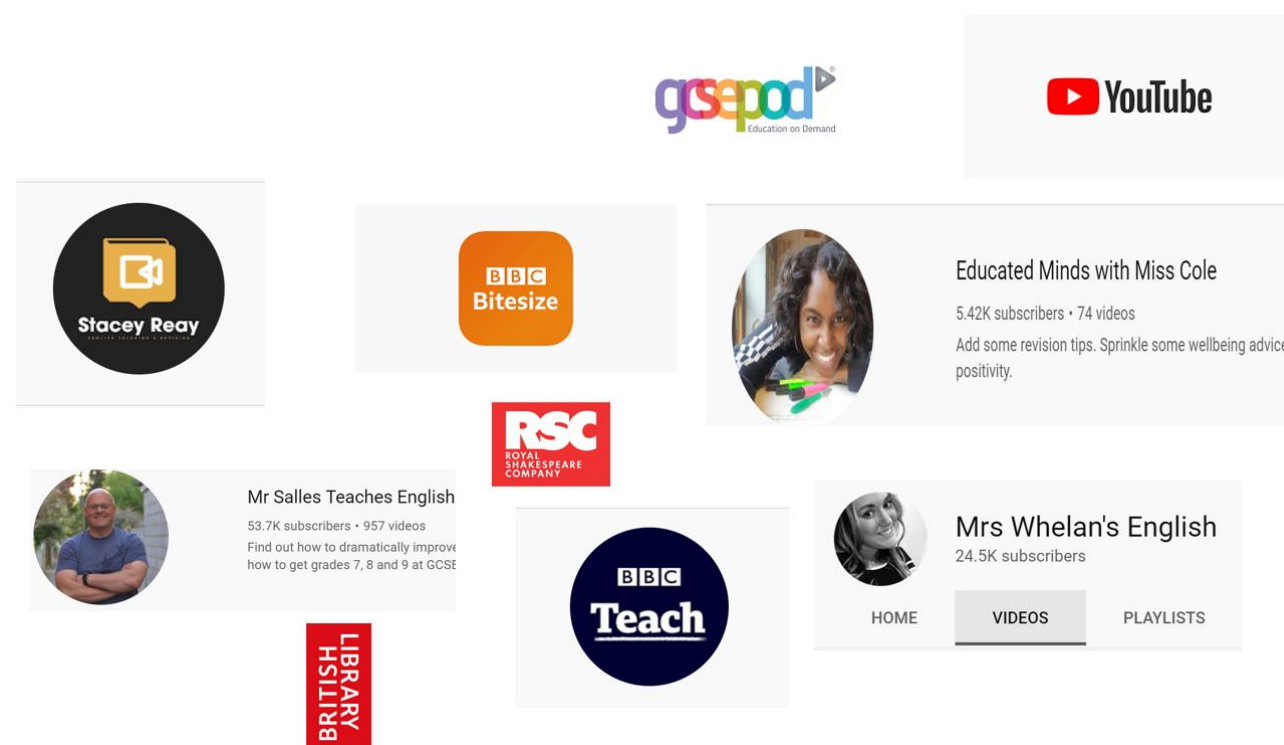 gcsepod
Education on Demand
YouTube
Stacey Reay
ENGLISH TUTORING & REVISING
BBC
Bitesize
Educated Minds with Miss Cole
5.42K subscribers • 74 videos
Add some revision tips. Sprinkle some wellbeing advice
positivity.
RSC
ROYAL
SHAKESPEARE
COMPANY
Mr Salles Teaches English
53.7K subscribers • 957 videos
Find out how to dramatically improve
how to get grades 7, 8 and 9 at GCSE
BBC
Teach
Mrs Whelan's English
24.5K subscribers
HOME VIDEOS PLAYLISTS
BRITISH
LIBRARY